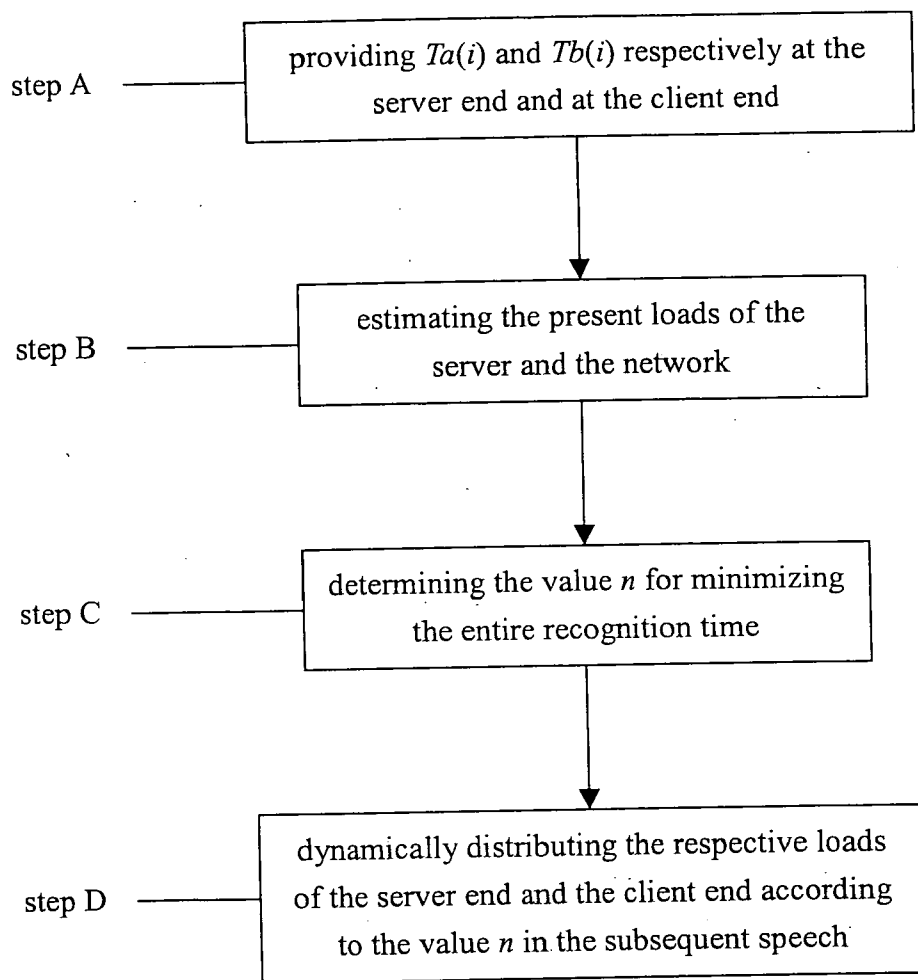 step A
providing Ta(i) and Tb(i) respectively at the
server end and at the client end
step B
estimating the present loads of the
server and the network
step C
determining the value n for minimizing
the entire recognition time
step D
dynamically distributing the respective loads
of the server end and the client end according
to the value n in the subsequent speech